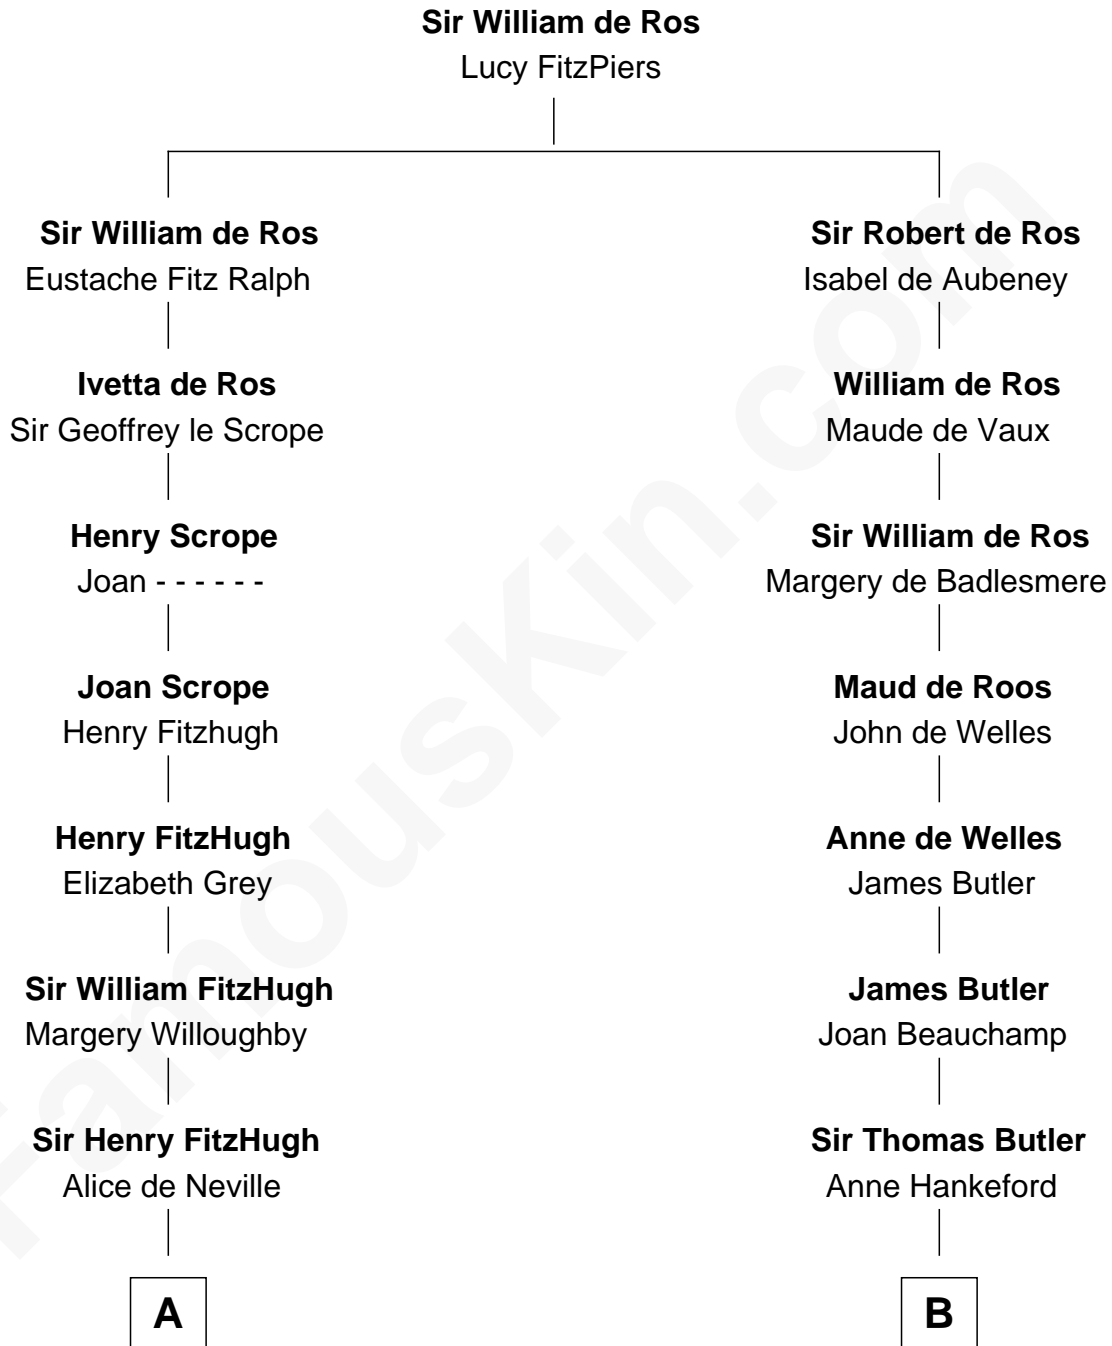 Sir William de Ros
Lucy FitzPiers
Sir William de Ros
Eustache Fitz Ralph
Sir Robert de Ros
Isabel de Aubeney
Ivetta de Ros
Sir Geoffrey le Scrope
William de Ros
Maude de Vaux
Henry Scrope
Joan - - - - - -
Sir William de Ros
Margery de Badlesmere
Joan Scrope
Henry Fitzhugh
Maud de Roos
John de Welles
Henry FitzHugh
Elizabeth Grey
Anne de Welles
James Butler
Sir William FitzHugh
Margery Willoughby
James Butler
Joan Beauchamp
Sir Henry FitzHugh
Alice de Neville
Sir Thomas Butler
Anne Hankeford
A
B
FamousKin.com